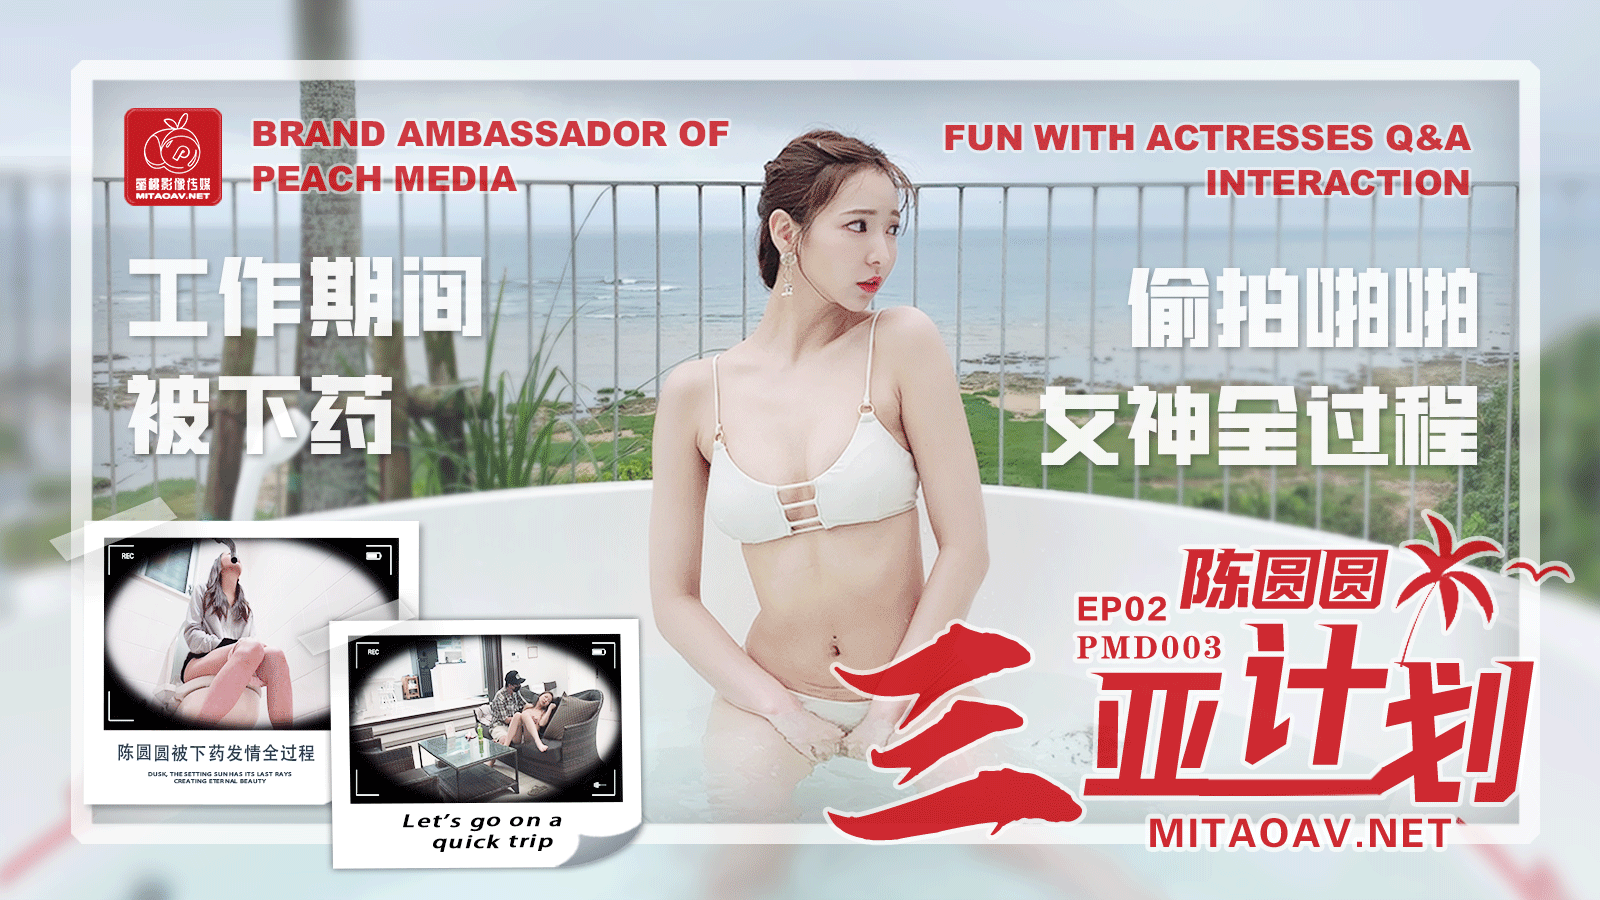 蜜桃影像传媒
MITAOAV.NET
BRAND AMBASSADOR OF
PEACH MEDIA
FUN WITH ACTRESSES Q&A
INTERACTION
工作期间
被下药
偷拍啪啪
女神全过程
REC
陈圆圆被下药发情全过程
DUSK, THE SETTING SUN HAS ITS LAST RAYS
CREATING ETERNAL BEAUTY
REC
Let's go on a
quick trip
陈圆圆
EP02
PMD003
三亚计划
MITAOAV.NET